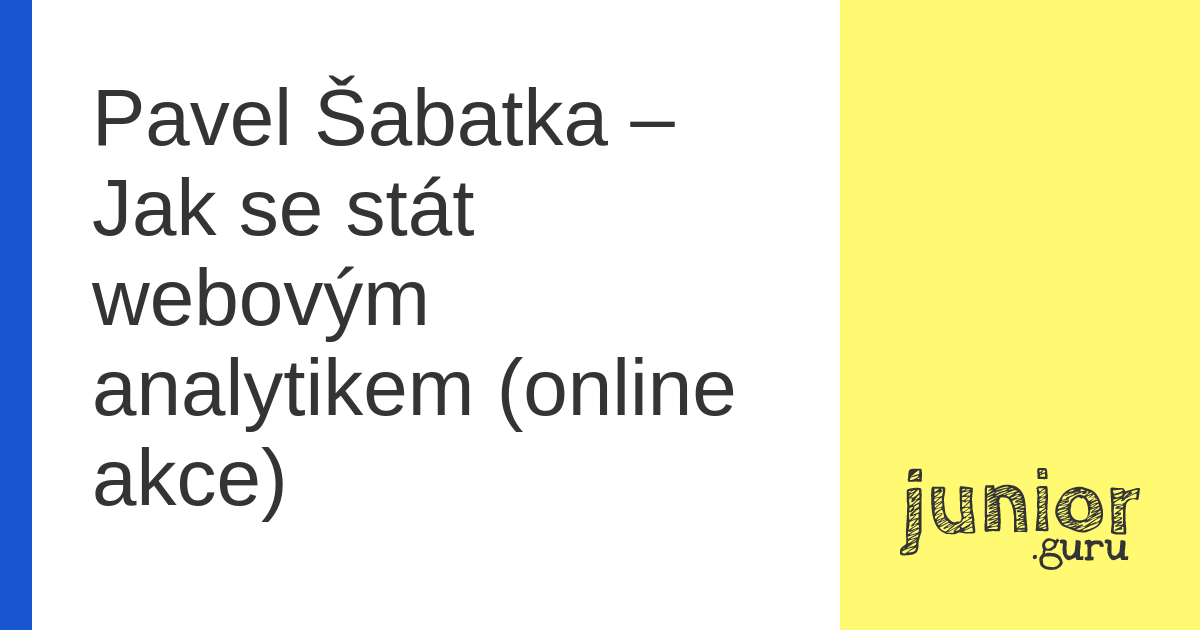 Pavel Šabatka –
Jak se stát
webovým
analytikem (online
akce)
junior
.guru